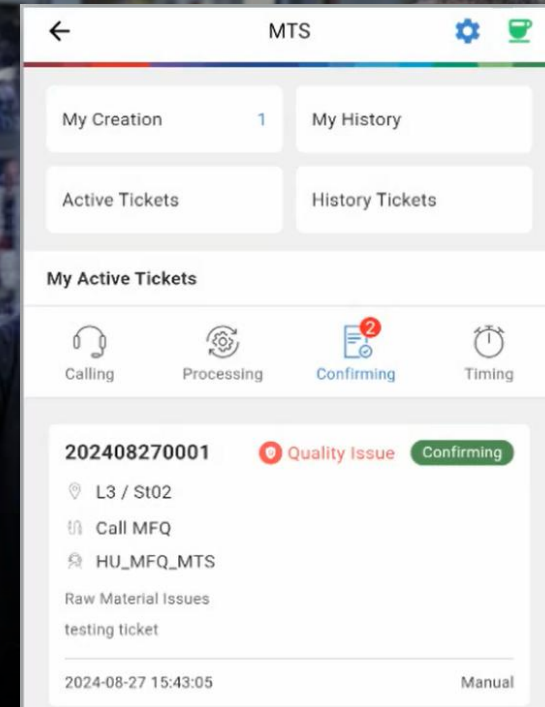 MTS
My Creation 1 My History
Active Tickets History Tickets
My Active Tickets
2
Calling Processing Confirming Timing
202408270001 Quality Issue Confirming
L3 / St02
Call MFQ
HU_MFQ_MTS
Raw Material Issues
testing ticket
2024-08-27 15:43:05 Manual